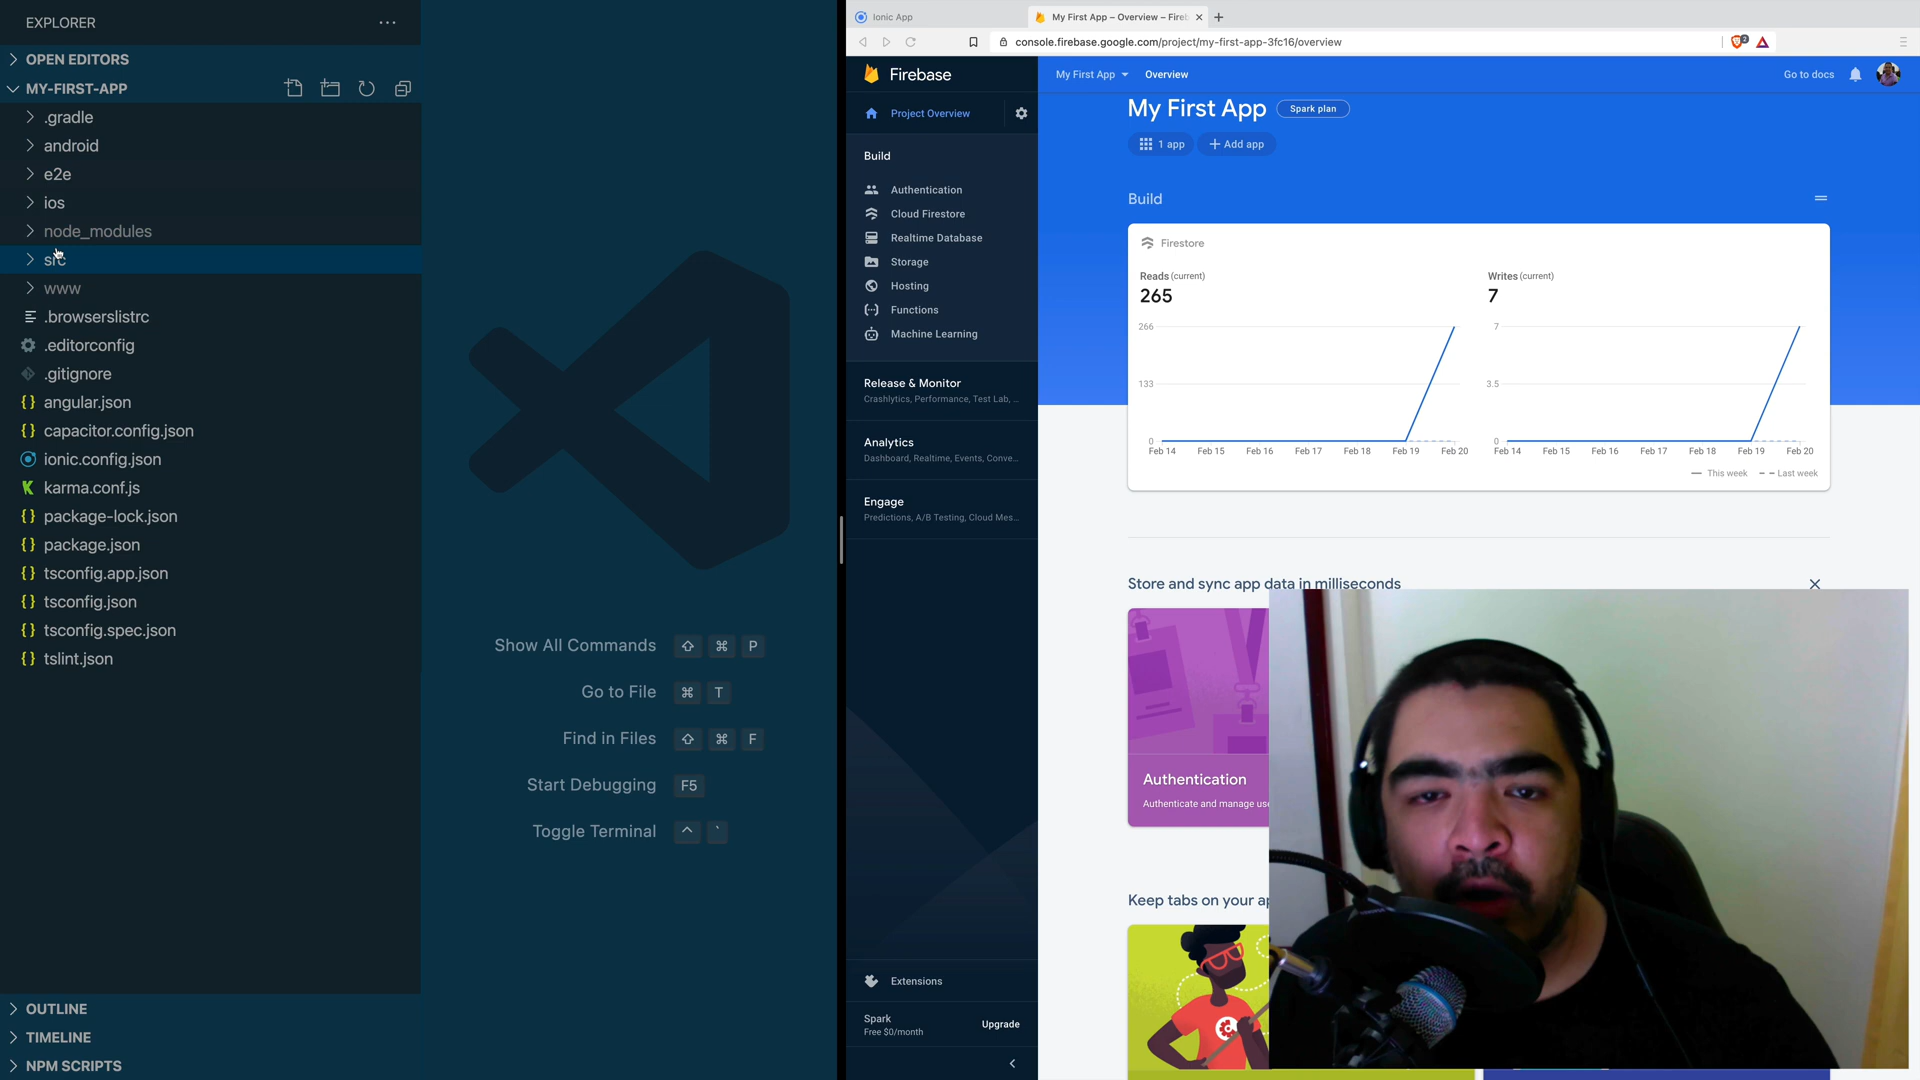 EXPLORER
OPEN EDITORS
MY-FIRST-APP
.gradle
android
e2e
ios
node_modules
src
www
.browserslistrc
.editorconfig
.gitignore
angular.json
capacitor.config.json
ionic.config.json
karma.conf.js
package-lock.json
package.json
tsconfig.app.json
tsconfig.json
tsconfig.spec.json
tslint.json
OUTLINE
TIMELINE
NPM SCRIPTS
Show All Commands ⇧ ⌘ P
Go to File ⌘ T
Find in Files ⇧ ⌘ F
Start Debugging F5
Toggle Terminal ^ `
Ionic App
My First App – Overview – Fire
console.firebase.google.com/project/my-first-app-3fc16/overview
2
Firebase
Project Overview
Build
Authentication
Cloud Firestore
Realtime Database
Storage
Hosting
Functions
Machine Learning
Release & Monitor
Crashlytics, Performance, Test Lab, ...
Analytics
Dashboard, Realtime, Events, Conve...
Engage
Predictions, A/B Testing, Cloud Mes...
Extensions
Spark
Free $0/month
Upgrade
My First App
Overview
Go to docs
My First App
Spark plan
1 app
Add app
Build
Firestore
Reads (current)
265
266
133
0
Feb 14 Feb 15 Feb 16 Feb 17 Feb 18 Feb 19 Feb 20
Writes (current)
7
7
3.5
0
Feb 14 Feb 15 Feb 16 Feb 17 Feb 18 Feb 19 Feb 20
This week Last week
Store and sync app data in milliseconds
Authentication
Authenticate and manage use
Keep tabs on your ap